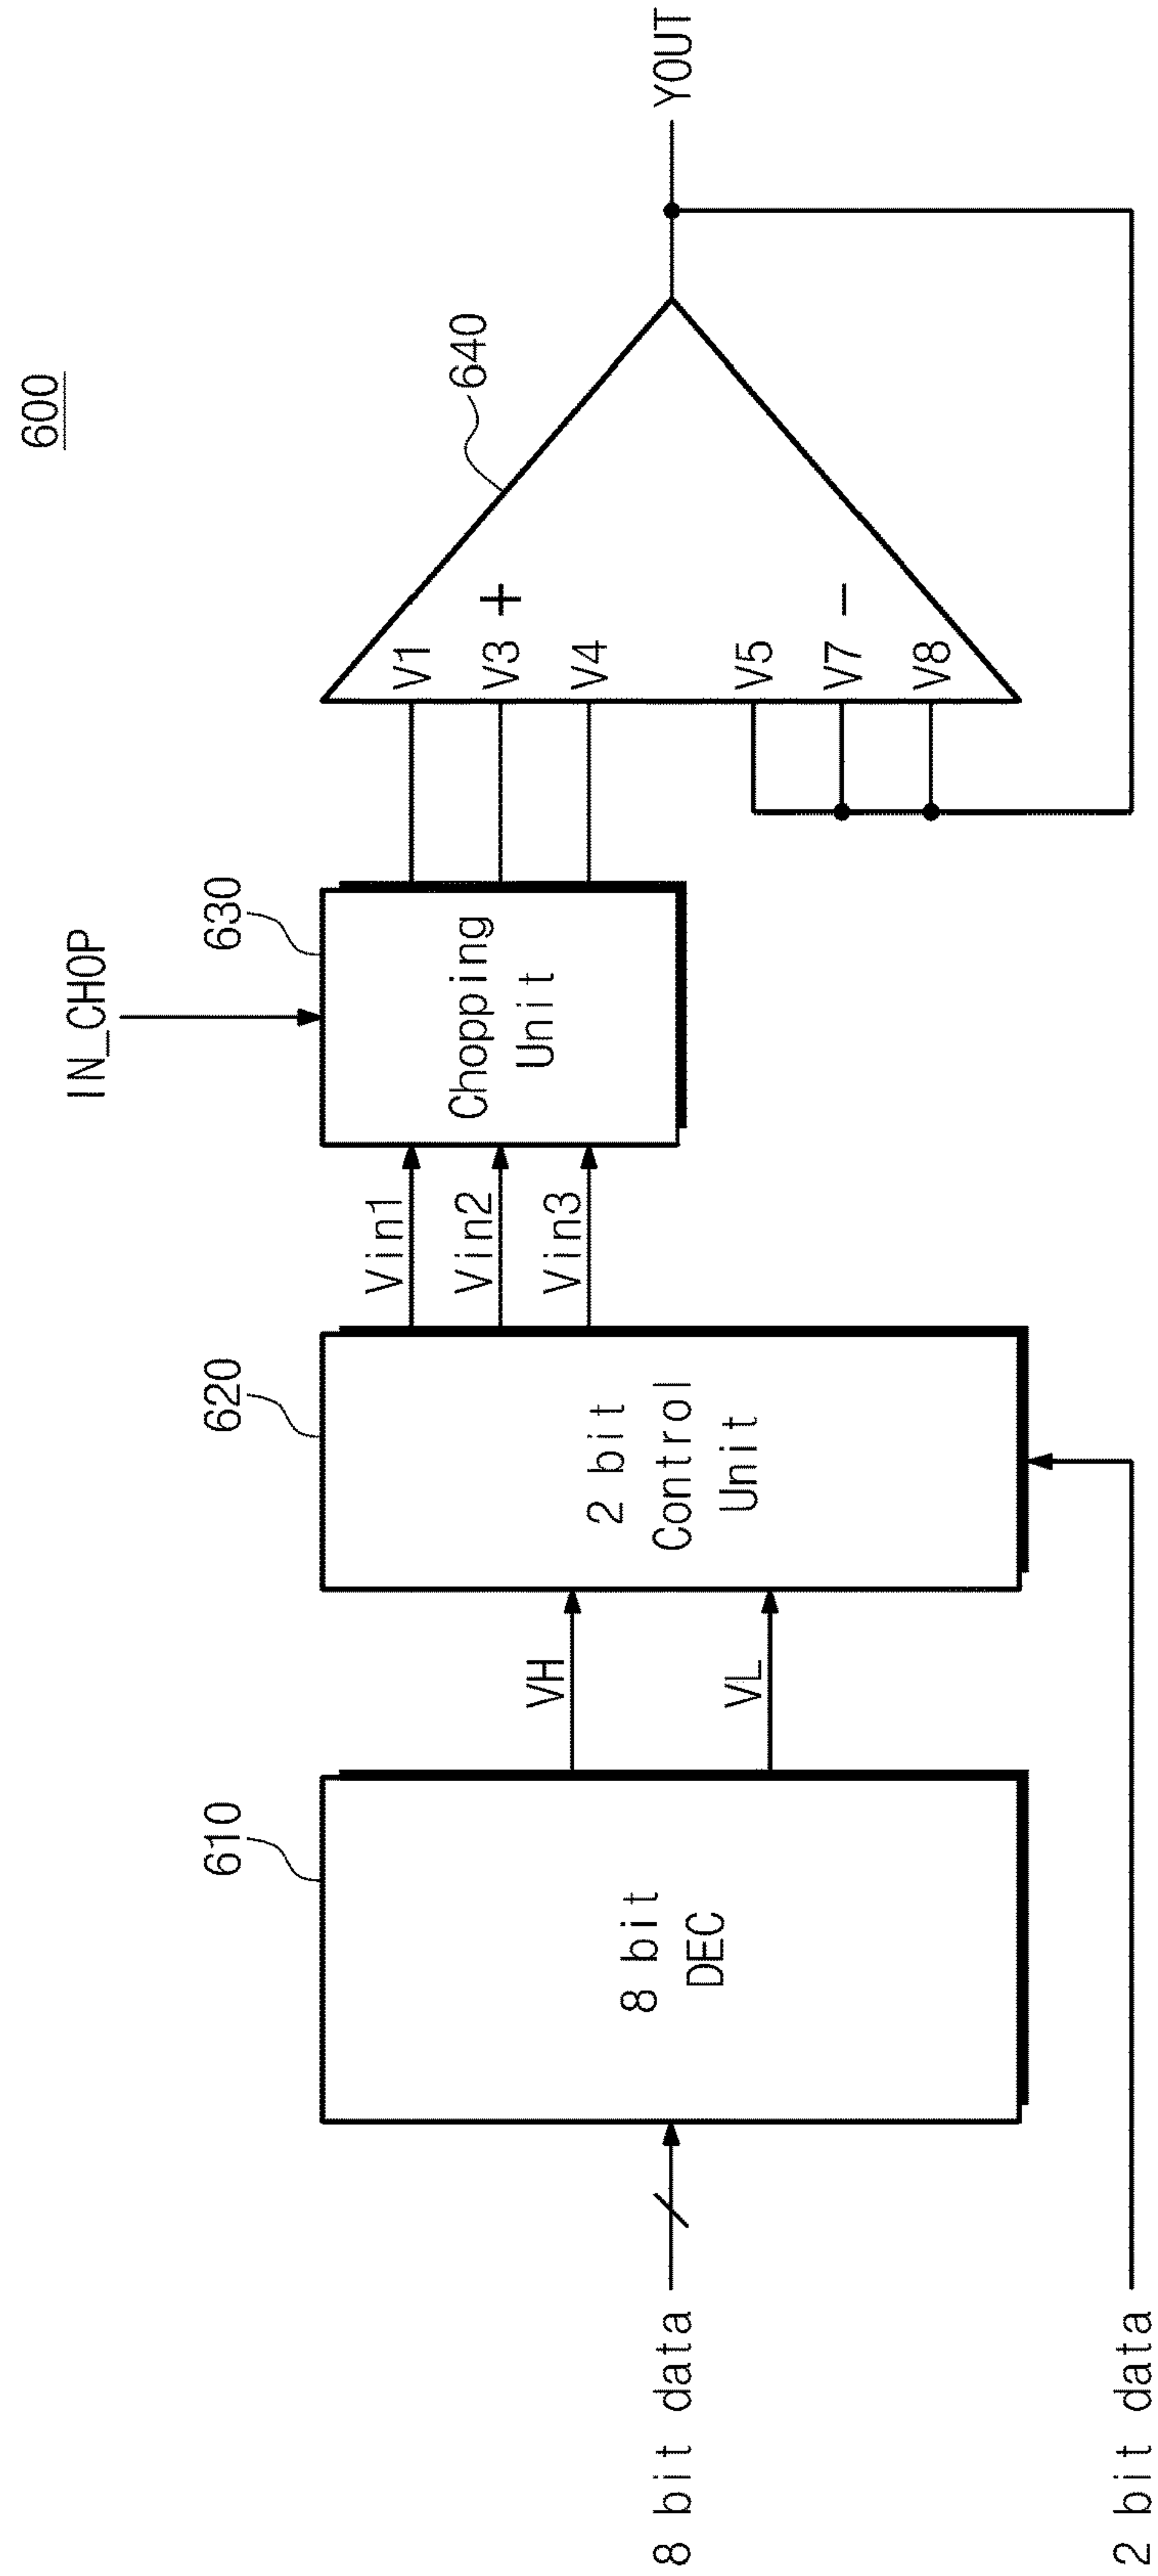 600
IN_CHOP
610
620
630
640
8 bit data
8 bit
DEC
VH
VL
2 bit
Control
Unit
Vin1
Vin2
Vin3
Chopping
Unit
V1
V3
V4
+
V5
V7
V8
−
YOUT
2 bit data